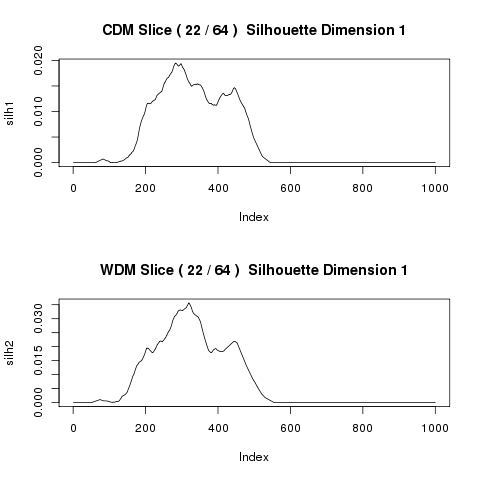 CDM Slice ( 22 / 64 )  Silhouette Dimension 1
silh1
0.020
0.010
0.000
0 200 400 600 800 1000
Index
WDM Slice ( 22 / 64 )  Silhouette Dimension 1
silh2
0.030
0.015
0.000
0 200 400 600 800 1000
Index